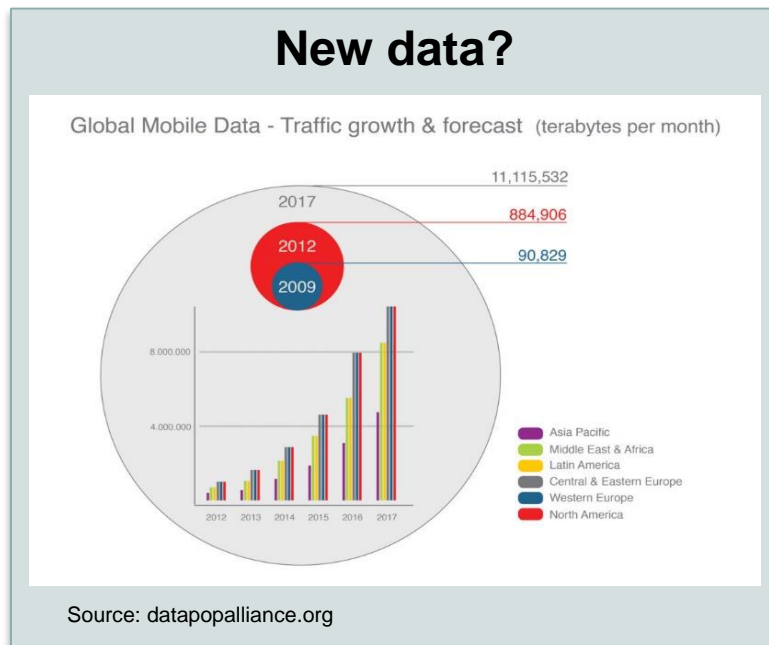 New data?
Global Mobile Data - Traffic growth & forecast (terabytes per month)
11,115,532
2017
884,906
2012
90,829
2009
8.000.000
4.000.000
2012 2013 2014 2015 2016 2017
Asia Pacific
Middle East & Africa
Latin America
Central & Eastern Europe
Western Europe
North America
Source: datapopalliance.org